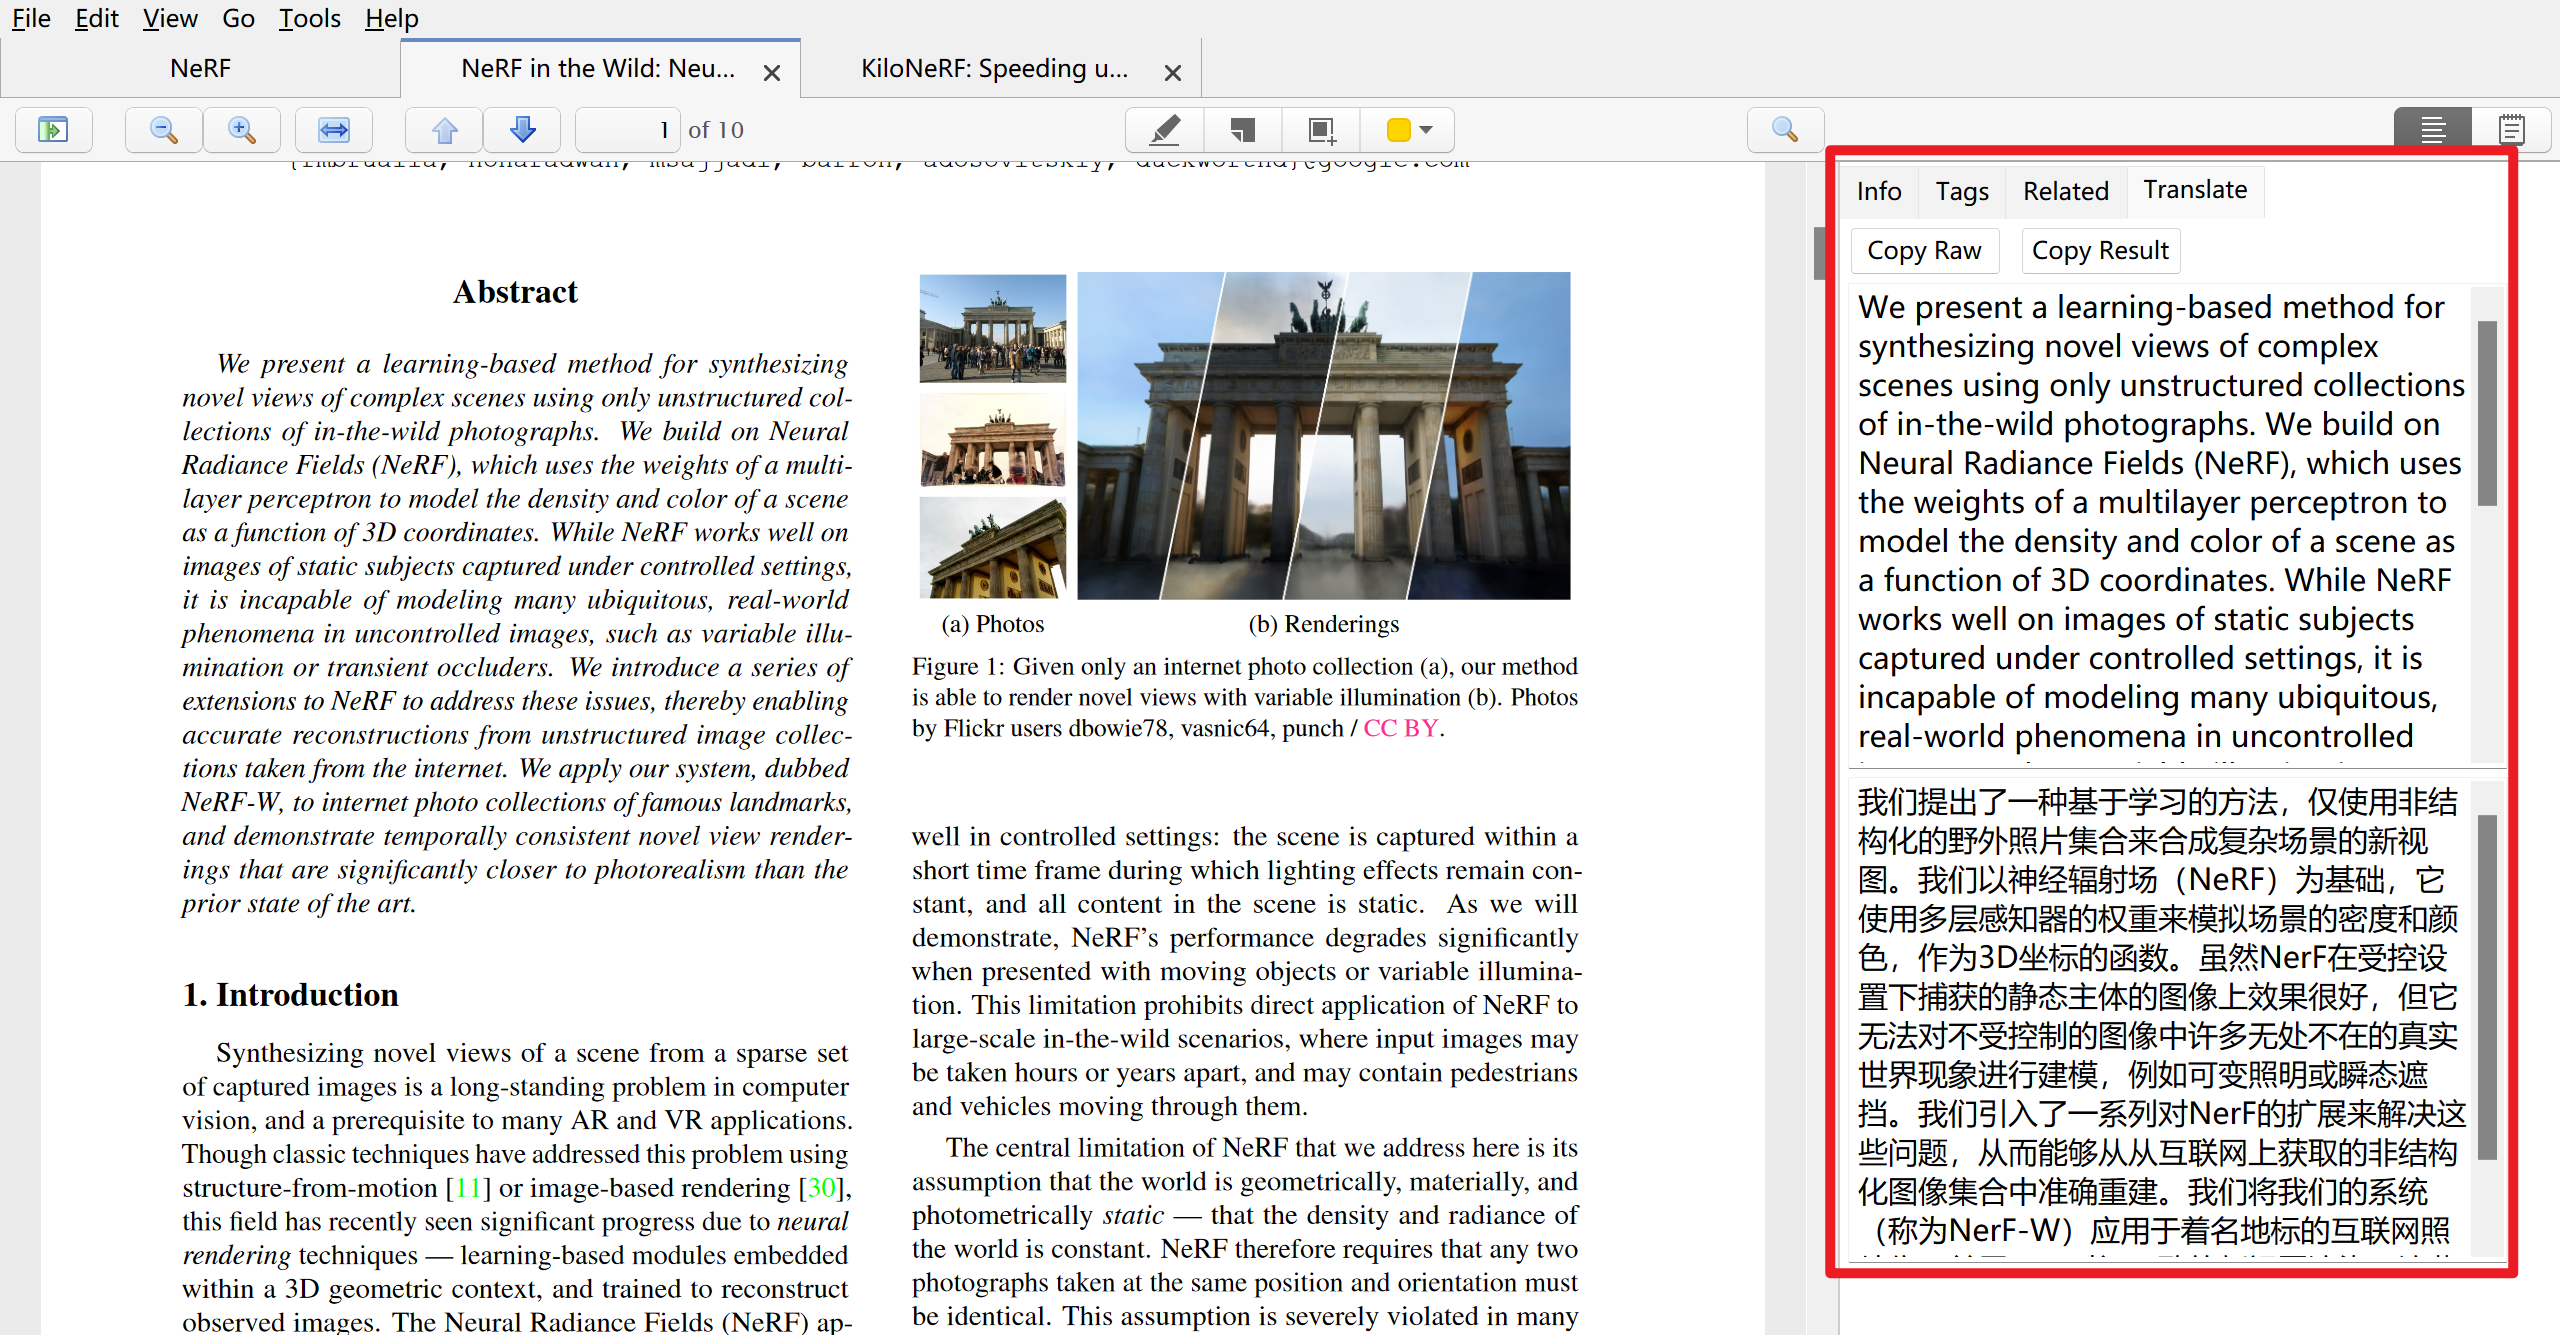 File Edit View Go Tools Help
NeRF
NeRF in the Wild: Neu...
KiloNeRF: Speeding u...
1 of 10
Abstract
We present a learning-based method for synthesizing
novel views of complex scenes using only unstructured col-
lections of in-the-wild photographs. We build on Neural
Radiance Fields (NeRF), which uses the weights of a multi-
layer perceptron to model the density and color of a scene
as a function of 3D coordinates. While NeRF works well on
images of static subjects captured under controlled settings,
it is incapable of modeling many ubiquitous, real-world
phenomena in uncontrolled images, such as variable illu-
mination or transient occluders. We introduce a series of
extensions to NeRF to address these issues, thereby enabling
accurate reconstructions from unstructured image collec-
tions taken from the internet. We apply our system, dubbed
NeRF-W, to internet photo collections of famous landmarks,
and demonstrate temporally consistent novel view render-
ings that are significantly closer to photorealism than the
prior state of the art.
1. Introduction
Synthesizing novel views of a scene from a sparse set
of captured images is a long-standing problem in computer
vision, and a prerequisite to many AR and VR applications.
Though classic techniques have addressed this problem using
structure-from-motion [11] or image-based rendering [30],
this field has recently seen significant progress due to neural
rendering techniques — learning-based modules embedded
within a 3D geometric context, and trained to reconstruct
observed images. The Neural Radiance Fields (NeRF) ap-
(a) Photos
(b) Renderings
Figure 1: Given only an internet photo collection (a), our method
is able to render novel views with variable illumination (b). Photos
by Flickr users dbowie78, vasnic64, punch / CC BY.
well in controlled settings: the scene is captured within a
short time frame during which lighting effects remain con-
stant, and all content in the scene is static. As we will
demonstrate, NeRF's performance degrades significantly
when presented with moving objects or variable illumina-
tion. This limitation prohibits direct application of NeRF to
large-scale in-the-wild scenarios, where input images may
be taken hours or years apart, and may contain pedestrians
and vehicles moving through them.
The central limitation of NeRF that we address here is its
assumption that the world is geometrically, materially, and
photometrically static — that the density and radiance of
the world is constant. NeRF therefore requires that any two
photographs taken at the same position and orientation must
be identical. This assumption is severely violated in many
Info Tags Related Translate
Copy Raw Copy Result
We present a learning-based method for
synthesizing novel views of complex
scenes using only unstructured collections
of in-the-wild photographs. We build on
Neural Radiance Fields (NeRF), which uses
the weights of a multilayer perceptron to
model the density and color of a scene as
a function of 3D coordinates. While NeRF
works well on images of static subjects
captured under controlled settings, it is
incapable of modeling many ubiquitous,
real-world phenomena in uncontrolled
我们提出了一种基于学习的方法，仅使用非结
构化的野外照片集合来合成复杂场景的新视
图。我们以神经辐射场（NeRF）为基础，它
使用多层感知器的权重来模拟场景的密度和颜
色，作为3D坐标的函数。虽然NerF在受控设
置下捕获的静态主体的图像上效果很好，但它
无法对不受控制的图像中许多无处不在的真实
世界现象进行建模，例如可变照明或瞬态遮
挡。我们引入了一系列对NerF的扩展来解决这
些问题，从而能够从从互联网上获取的非结构
化图像集合中准确重建。我们将我们的系统
（称为NerF-W）应用于着名地标的互联网照